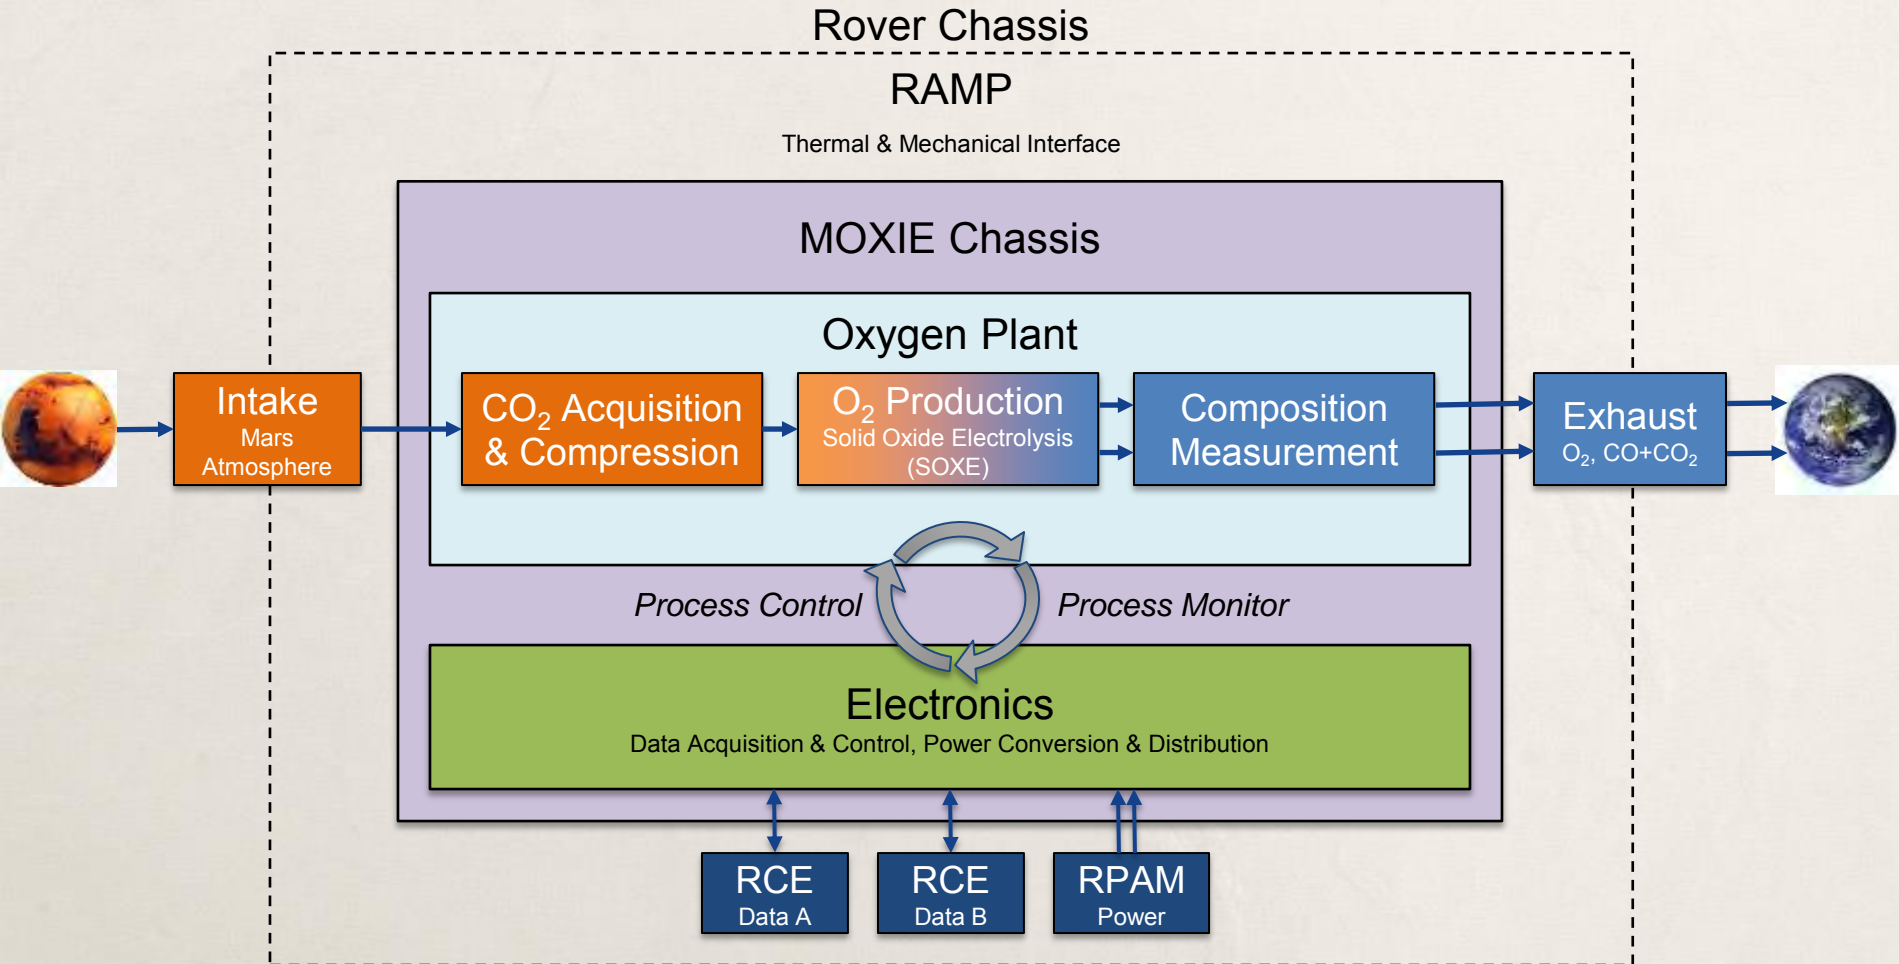 Rover Chassis
RAMP
Thermal & Mechanical Interface
MOXIE Chassis
Oxygen Plant
Intake
Mars
Atmosphere
CO₂ Acquisition
& Compression
O₂ Production
Solid Oxide Electrolysis
(SOXE)
Composition
Measurement
Exhaust
O₂, CO+CO₂
Process Control
Process Monitor
Electronics
Data Acquisition & Control, Power Conversion & Distribution
RCE
Data A
RCE
Data B
RPAM
Power